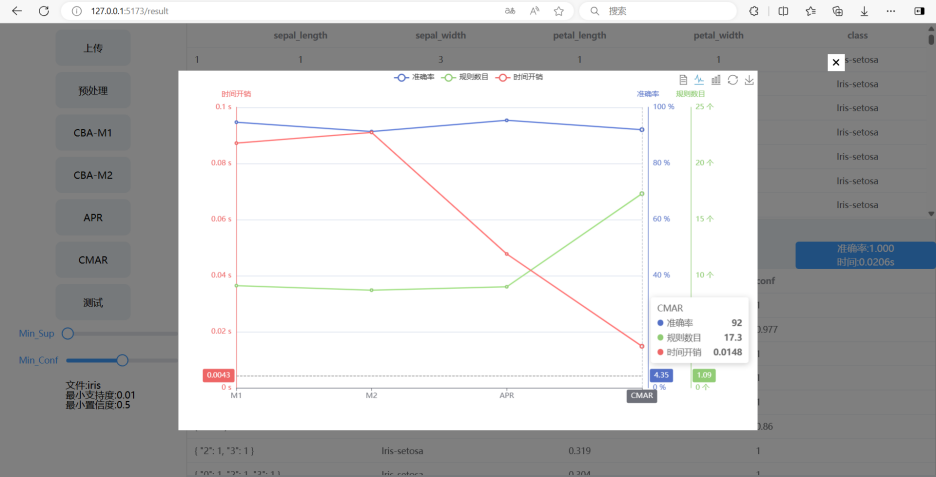 127.0.0.1:5173/result
搜索
上传
预处理
CBA-M1
CBA-M2
APR
CMAR
测试
Min_Sup
Min_Conf
文件:iris
最小支持度:0.01
最小置信度:0.5
sepal_length sepal_width petal_length petal_width class
1 1 3 1 1 Iris-setosa
Iris-setosa
Iris-setosa
Iris-setosa
Iris-setosa
Iris-setosa
Iris-setosa
准确率:1.000
时间:0.0206s
conf
1
0.977
1
1
1
0.86
{ "2": 1, "3": 1 } Iris-setosa 0.319 1
{ "0": 1, "2": 1, "3": 1 } Iris-setosa 0.304 1
准确率 规则数目 时间开销
时间开销 准确率 规则数目
0.1 s 100 % 25 个
0.08 s 80 % 20 个
0.06 s 60 % 15 个
0.04 s 40 % 10 个
0.02 s
0.0043 4.35 1.09
0 s 0 % 0 个
M1 M2 APR CMAR
CMAR
准确率 92
规则数目 17.3
时间开销 0.0148